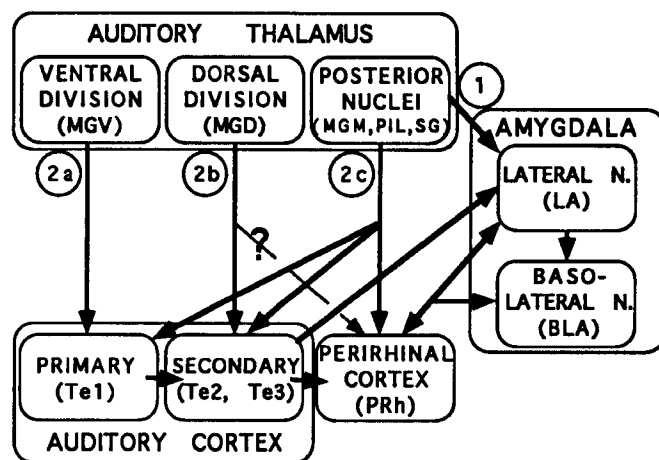 AUDITORY THALAMUS
VENTRAL
DIVISION
(MGV)
DORSAL
DIVISION
(MGD)
POSTERIOR
NUCLEI
(MGM,PIL,SG)
1
2a
2b
2c
?
AMYGDALA
LATERAL N.
(LA)
BASO-
LATERAL N.
(BLA)
PRIMARY
(Te1)
SECONDARY
(Te2, Te3)
PERIRHINAL
CORTEX
(PRh)
AUDITORY CORTEX